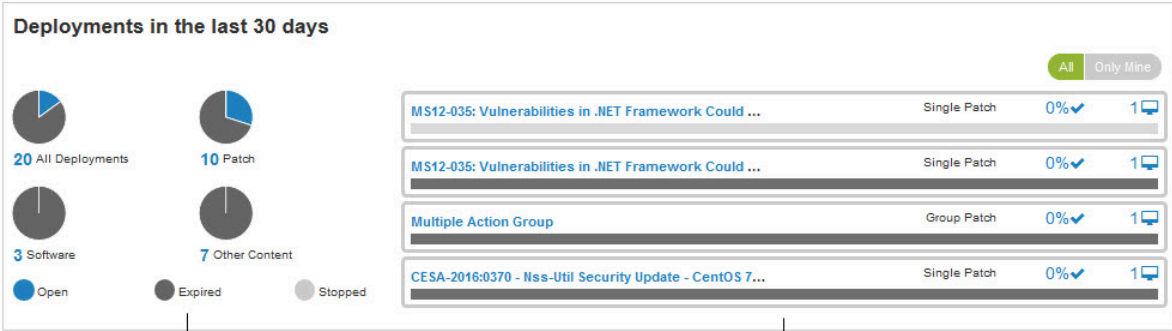 Deployments in the last 30 days
All Only Mine
20 All Deployments
10 Patch
3 Software
7 Other Content
Open
Expired
Stopped
MS12-035: Vulnerabilities in .NET Framework Could ... Single Patch 0% 1
MS12-035: Vulnerabilities in .NET Framework Could ... Single Patch 0% 1
Multiple Action Group Group Patch 0% 1
CESA-2016:0370 - Nss-Util Security Update - CentOS 7... Single Patch 0% 1